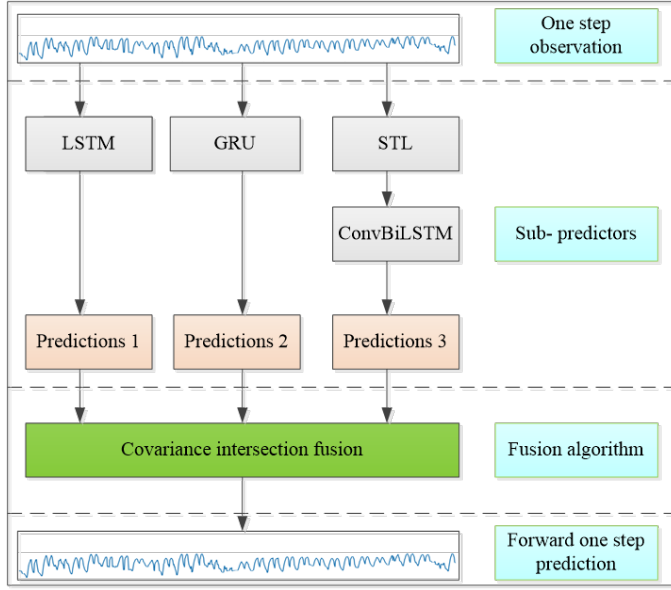 One step
observation
LSTM
GRU
STL
ConvBiLSTM
Sub- predictors
Predictions 1
Predictions 2
Predictions 3
Covariance intersection fusion
Fusion algorithm
Forward one step
prediction